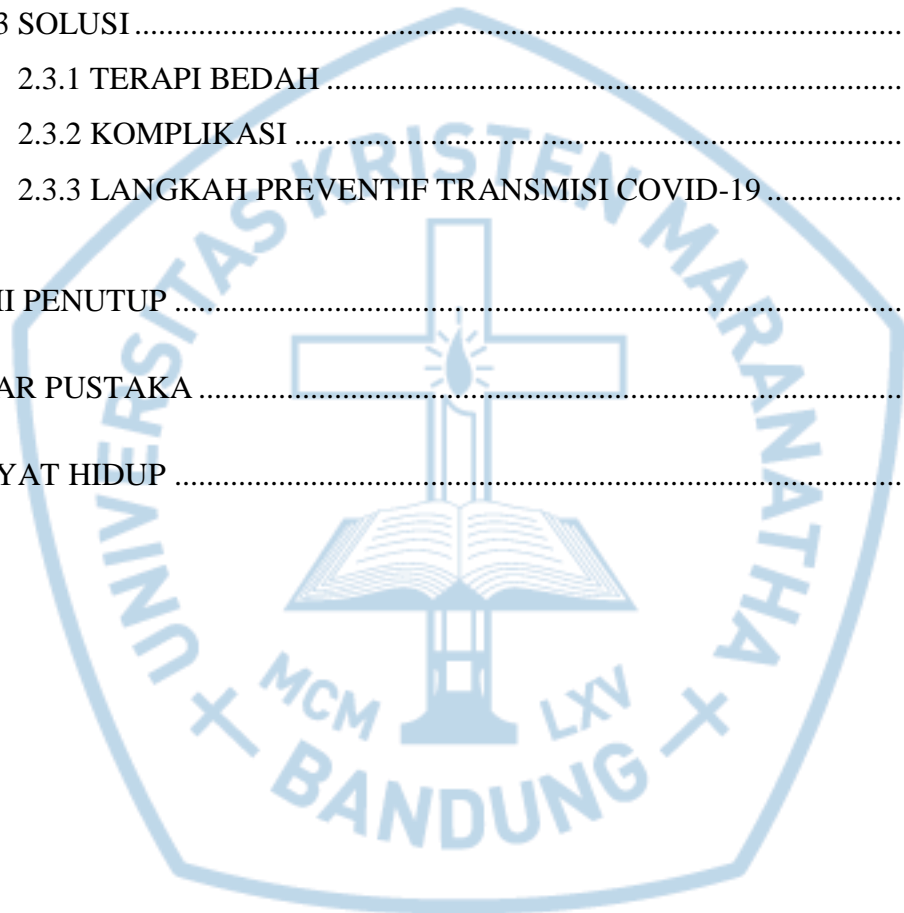 3 SOLUSI ....................................................................................................
2.3.1 TERAPI BEDAH ............................................................................
2.3.2 KOMPLIKASI ................................................................................
2.3.3 LANGKAH PREVENTIF TRANSMISI COVID-19 .................
II PENUTUP ...............................................................................................
AR PUSTAKA ............................................................................................
YAT HIDUP ...............................................................................................
UNIVERSITAS KRISTEN MARANATHA
MCM LXV
BANDUNG